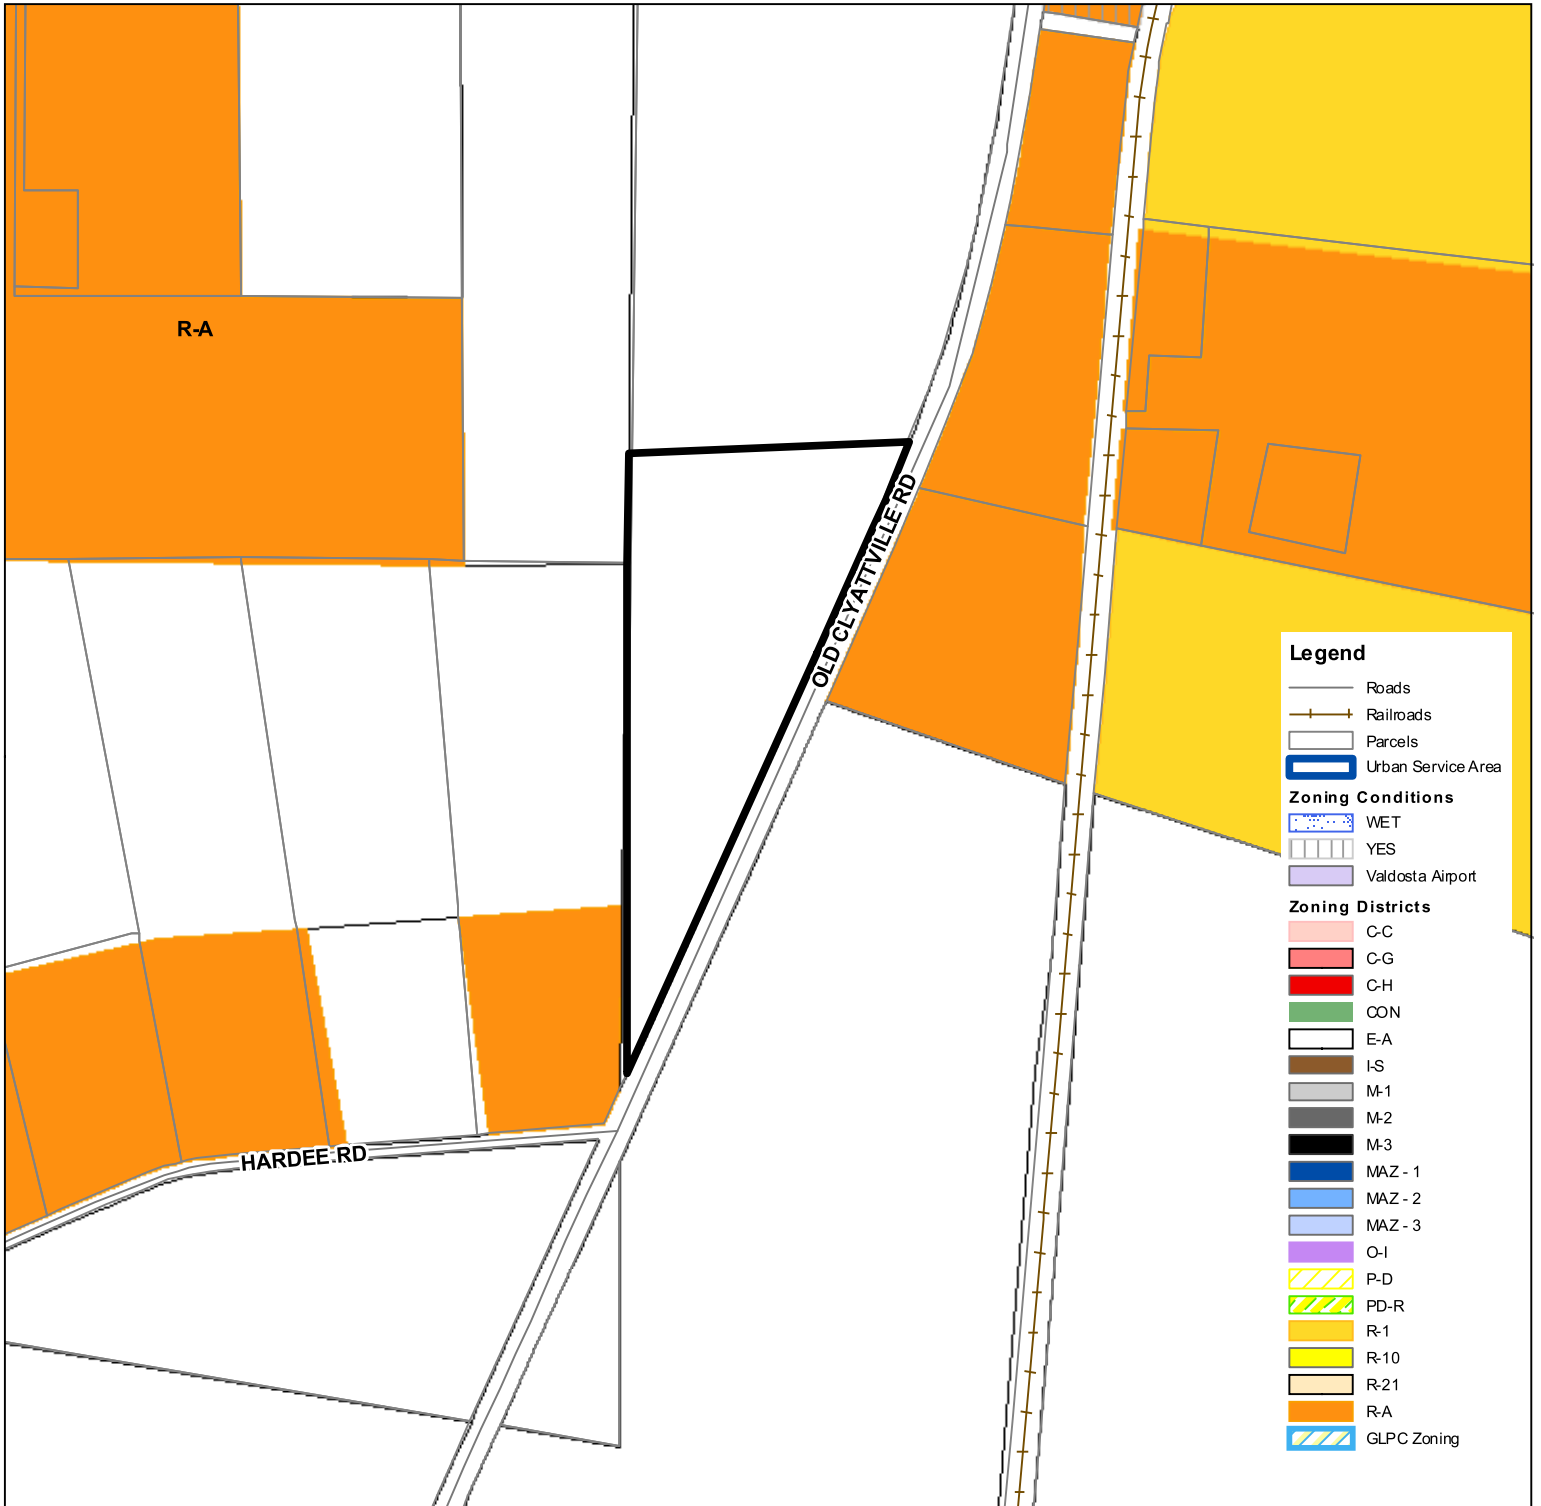 R-A
OLD CLYATTVILLE RD
HARDEE RD
Legend
Roads
Railroads
Parcels
Urban Service Area
Zoning Conditions
WET
YES
Valdosta Airport
Zoning Districts
C-C
C-G
C-H
CON
E-A
I-S
M-1
M-2
M-3
MAZ - 1
MAZ - 2
MAZ - 3
O-I
P-D
PD-R
R-1
R-10
R-21
R-A
GLPC Zoning